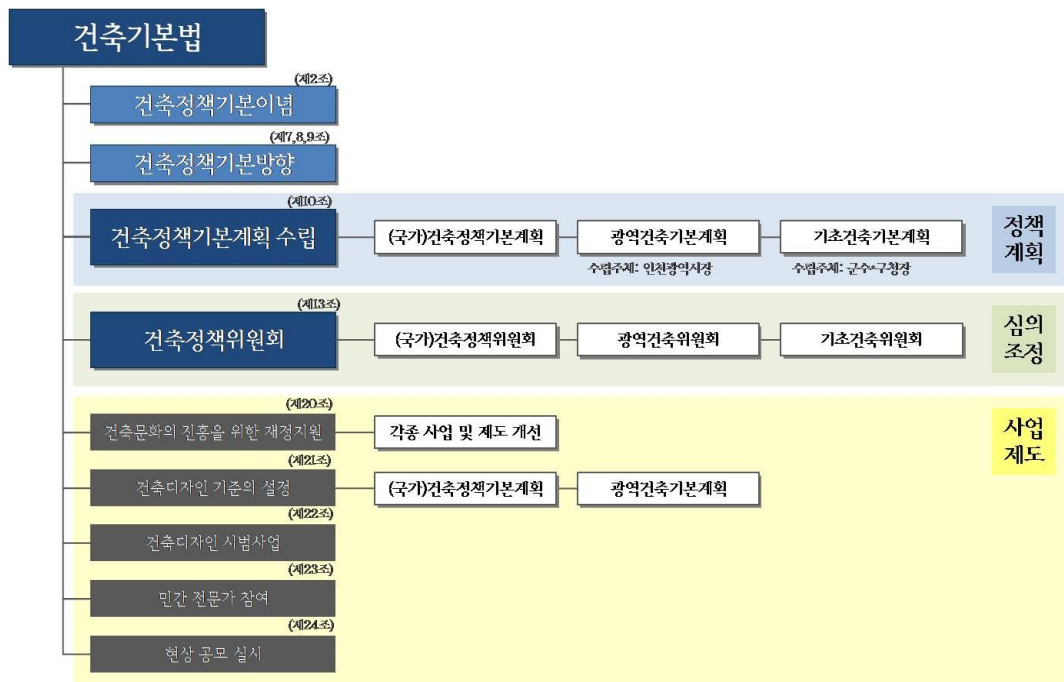 건축기본법
(제2조)
건축정책기본이념
(제7,8,9조)
건축정책기본방향
(제10조)
건축정책기본계획 수립
(국가)건축정책기본계획
광역건축기본계획
기초건축기본계획
수립주체: 인천광역시장
수립주체: 군수•구청장
정책
계획
(제13조)
건축정책위원회
(국가)건축정책위원회
광역건축위원회
기초건축위원회
심의
조정
(제20조)
건축문화의 진흥을 위한 재정지원
각종 사업 및 제도 개선
사업
제도
(제21조)
건축디자인 기준의 설정
(국가)건축정책기본계획
광역건축기본계획
(제22조)
건축디자인 시범사업
(제23조)
민간 전문가 참여
(제24조)
현상 공모 실시